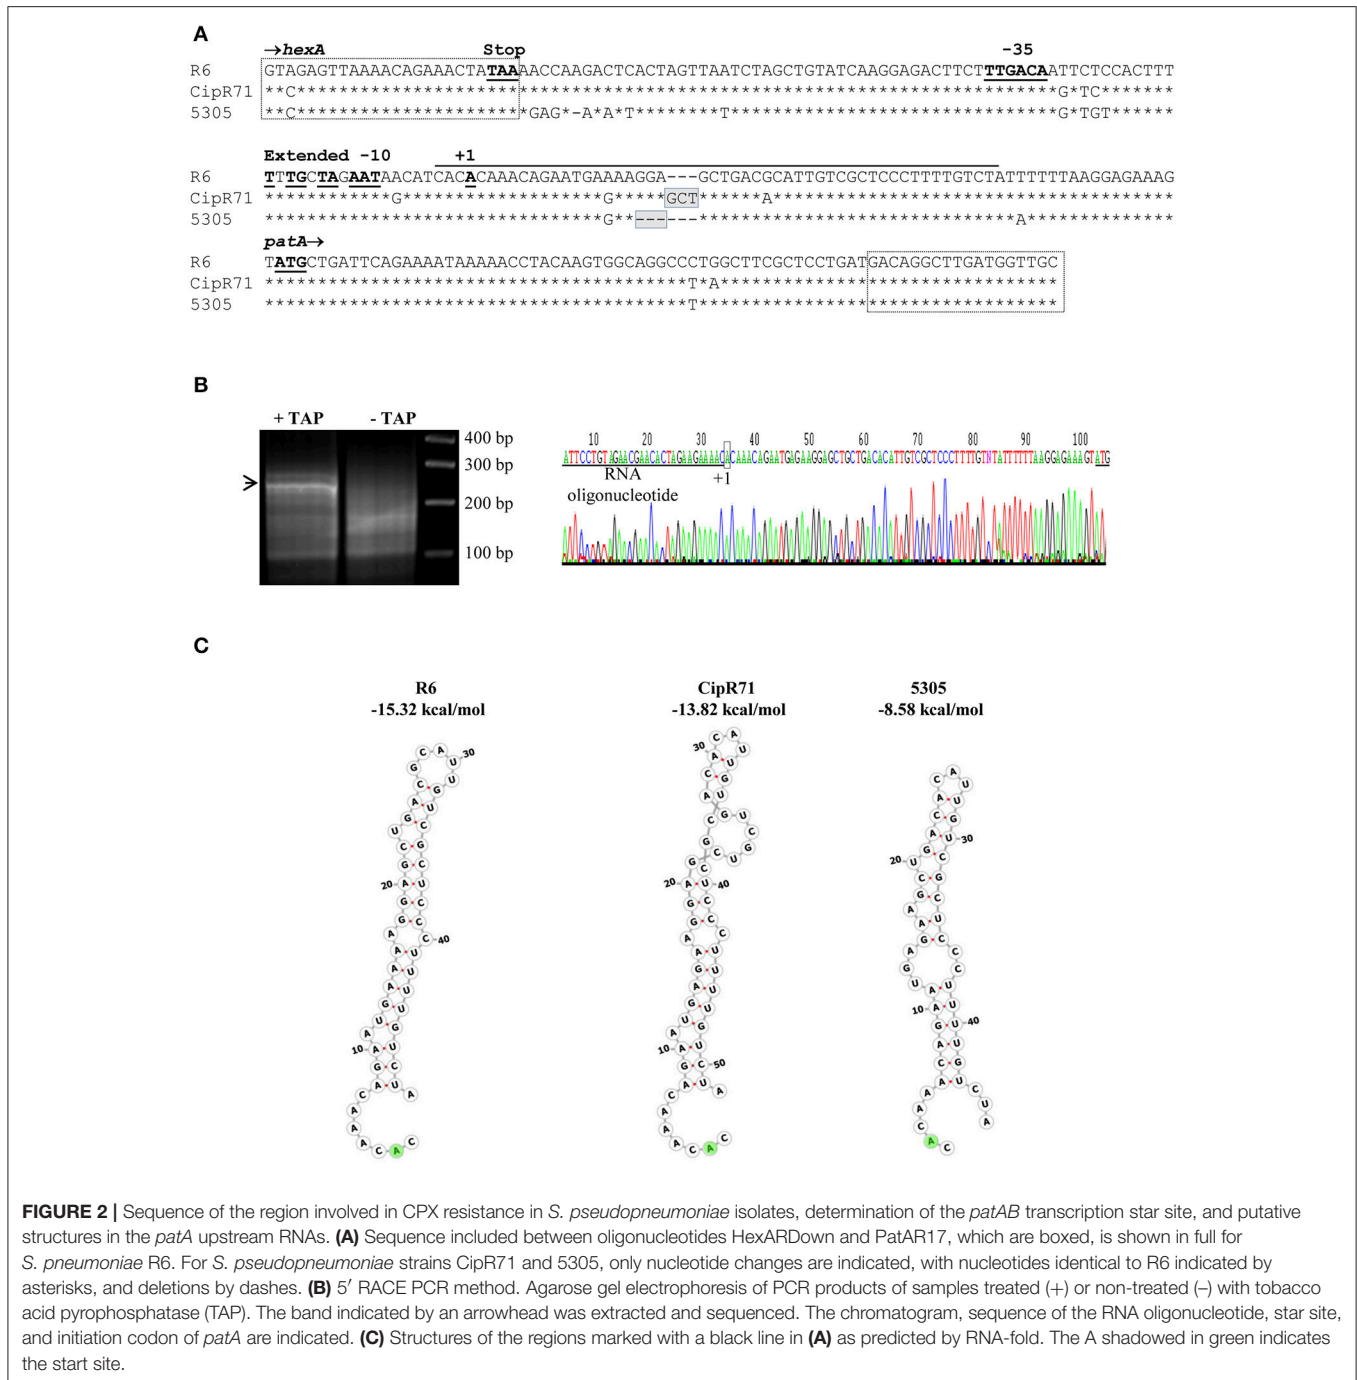 A
→hexA Stop -35
R6 GTAGAGTTAAAACAGAAACTATAAAACCAAGACTCACTAGTTAATCTAGCTGTATCAAGGAGACTTCTTTGACAATTCTCCACTTT
CipR71 **C************************************************************************G*TC*******
5305 **C**********************GAG*-A*A*T********T*******************************G*TGT******
Extended -10 +1
R6 TTTGCTAGAATAACATCACACAAACAGAATGAAAAGGA---GCTGACGCATTGTCGCTCCCTTTTGTCTATTTTTTAAGGAGAAAG
CipR71 ************G*******************G*****GCT******A**************************************
5305 ********************************G**------******************************A**************
patA→
R6 TATGCTGATTCAGAAAATAAAAACCTACAAGTGGCAGGCCCTGGCTTCGCTCCTGATGACAGGCTTGATGGTTGC
CipR71 ****************************************T*A********************************
5305 ****************************************T**********************************
B
+ TAP - TAP
400 bp
300 bp
200 bp
100 bp
10 20 30 40 50 60 70 80 90 100
ATTCCTGTAGAACGAACACTAGAAGAAAACACAAACAGAATGAGAAGGAGCTGCTGACACATTGTCGCTCCCTTTTGTNTATTTTTTAAGGAGAAAGTATG
RNA
oligonucleotide
+1
C
R6
-15.32 kcal/mol
CipR71
-13.82 kcal/mol
5305
-8.58 kcal/mol
FIGURE 2 | Sequence of the region involved in CPX resistance in S. pseudopneumoniae isolates, determination of the patAB transcription star site, and putative
structures in the patA upstream RNAs. (A) Sequence included between oligonucleotides HexARDown and PatAR17, which are boxed, is shown in full for
S. pneumoniae R6. For S. pseudopneumoniae strains CipR71 and 5305, only nucleotide changes are indicated, with nucleotides identical to R6 indicated by
asterisks, and deletions by dashes. (B) 5′ RACE PCR method. Agarose gel electrophoresis of PCR products of samples treated (+) or non-treated (–) with tobacco
acid pyrophosphatase (TAP). The band indicated by an arrowhead was extracted and sequenced. The chromatogram, sequence of the RNA oligonucleotide, star site,
and initiation codon of patA are indicated. (C) Structures of the regions marked with a black line in (A) as predicted by RNA-fold. The A shadowed in green indicates
the start site.